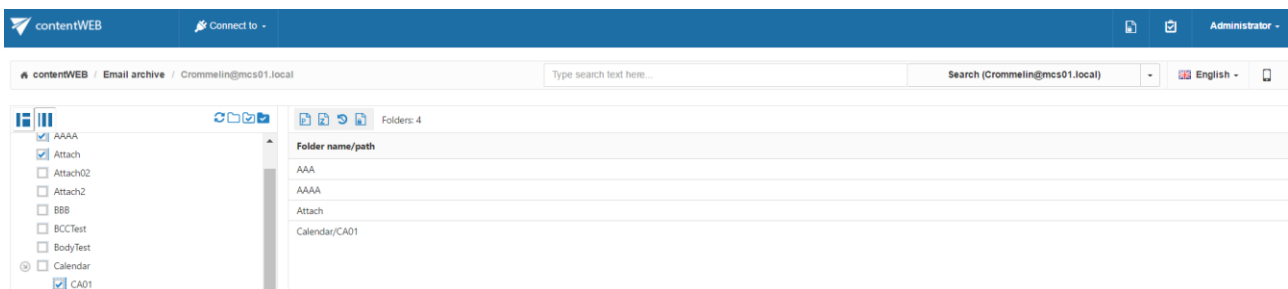 contentWEB Connect to Administrator
contentWEB / Email archive / Crommelin@mcs01.local Type search text here... Search (Crommelin@mcs01.local) English
Folders: 4
AAAA
Attach
Attach02
Attach2
BBB
BCCTest
BodyTest
Calendar
CA01
Folder name/path
AAA
AAAA
Attach
Calendar/CA01